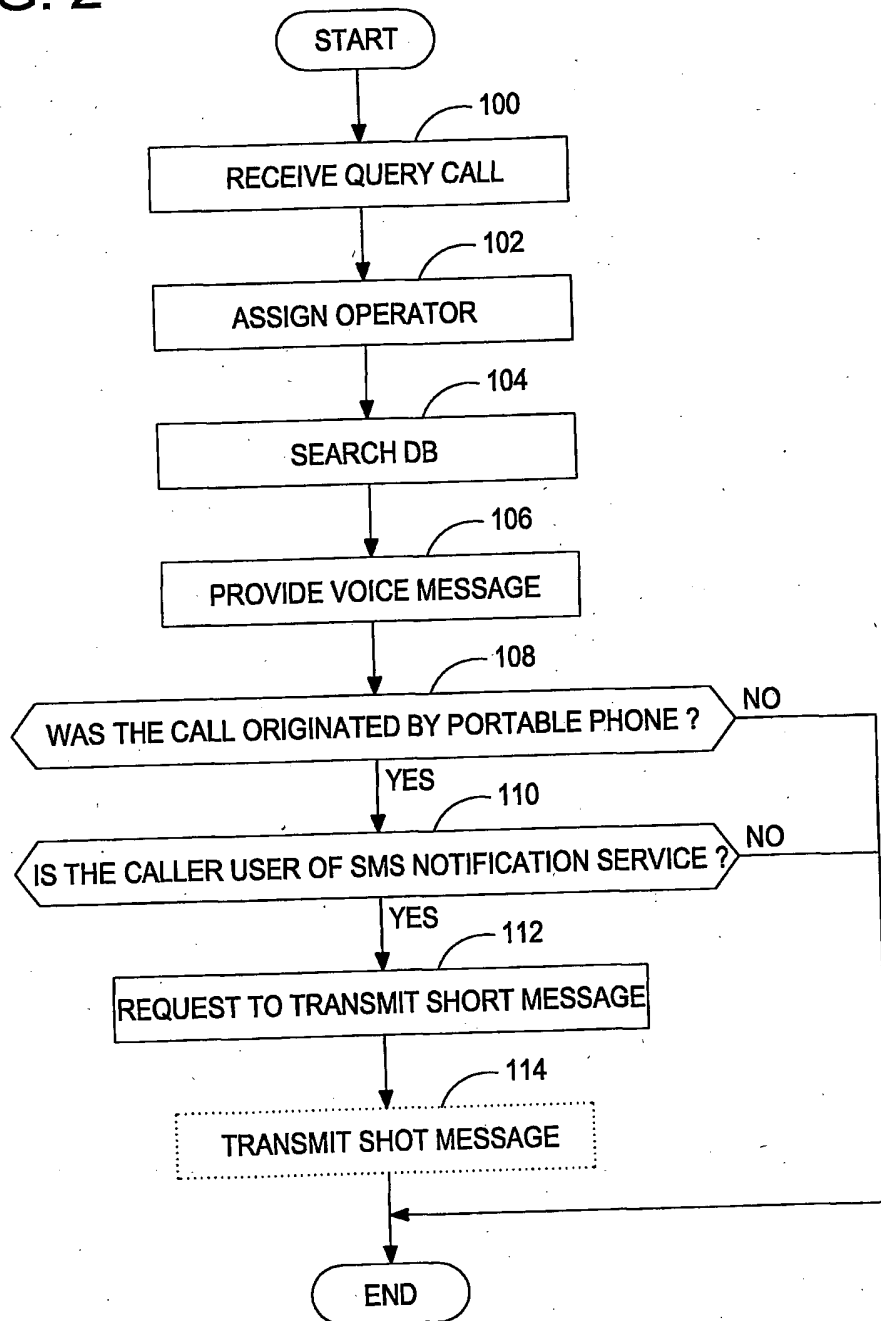 G. 2
START
100
RECEIVE QUERY CALL
102
ASSIGN OPERATOR
104
SEARCH DB
106
PROVIDE VOICE MESSAGE
108
WAS THE CALL ORIGINATED BY PORTABLE PHONE ?
NO
YES
110
IS THE CALLER USER OF SMS NOTIFICATION SERVICE ?
NO
YES
112
REQUEST TO TRANSMIT SHORT MESSAGE
114
TRANSMIT SHOT MESSAGE
END